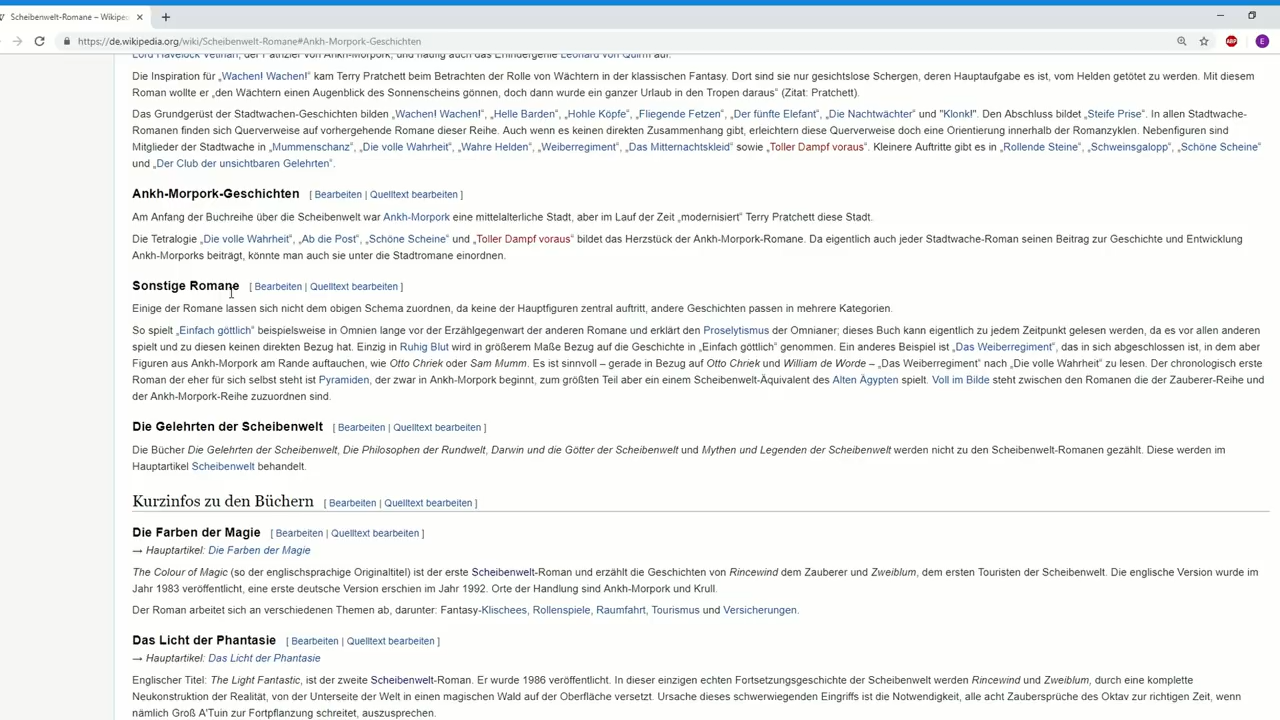 Scheibenwelt-Romane – Wikiped
https://de.wikipedia.org/wiki/Scheibenwelt-Romane#Ankh-Morpork-Geschichten
ABP
E
Lord Havelock Vetinari, der Patrizier von Ankh-Morpork, und häufig auch das Erfindergenie Leonard von Quirm auf.
Die Inspiration für „Wachen! Wachen!“ kam Terry Pratchett beim Betrachten der Rolle von Wächtern in der klassischen Fantasy. Dort sind sie nur gesichtslose Schergen, deren Hauptaufgabe es ist, vom Helden getötet zu werden. Mit diesem
Roman wollte er „den Wächtern einen Augenblick des Sonnenscheins gönnen, doch dann wurde ein ganzer Urlaub in den Tropen daraus“ (Zitat: Pratchett).
Das Grundgerüst der Stadtwachen-Geschichten bilden „Wachen! Wachen!“, „Helle Barden“, „Hohle Köpfe“, „Fliegende Fetzen“, „Der fünfte Elefant“, „Die Nachtwächter“ und "Klonk!". Den Abschluss bildet „Steife Prise“. In allen Stadtwache-
Romanen finden sich Querverweise auf vorhergehende Romane dieser Reihe. Auch wenn es keinen direkten Zusammenhang gibt, erleichtern diese Querverweise doch eine Orientierung innerhalb der Romanzyklen. Nebenfiguren sind
Mitglieder der Stadtwache in „Mummenschanz“, „Die volle Wahrheit“, „Wahre Helden“, „Weiberregiment“, „Das Mitternachtskleid“ sowie „Toller Dampf voraus“. Kleinere Auftritte gibt es in „Rollende Steine“, „Schweinsgalopp“, „Schöne Scheine“
und „Der Club der unsichtbaren Gelehrten“.
Ankh-Morpork-Geschichten [ Bearbeiten | Quelltext bearbeiten ]
Am Anfang der Buchreihe über die Scheibenwelt war Ankh-Morpork eine mittelalterliche Stadt, aber im Lauf der Zeit „modernisiert“ Terry Pratchett diese Stadt.
Die Tetralogie „Die volle Wahrheit“, „Ab die Post“, „Schöne Scheine“ und „Toller Dampf voraus“ bildet das Herzstück der Ankh-Morpork-Romane. Da eigentlich auch jeder Stadtwache-Roman seinen Beitrag zur Geschichte und Entwicklung
Ankh-Morporks beiträgt, könnte man auch sie unter die Stadtromane einordnen.
Sonstige Romane [ Bearbeiten | Quelltext bearbeiten ]
Einige der Romane lassen sich nicht dem obigen Schema zuordnen, da keine der Hauptfiguren zentral auftritt, andere Geschichten passen in mehrere Kategorien.
So spielt „Einfach göttlich“ beispielsweise in Omnien lange vor der Erzählgegenwart der anderen Romane und erklärt den Proselytismus der Omnianer; dieses Buch kann eigentlich zu jedem Zeitpunkt gelesen werden, da es vor allen anderen
spielt und zu diesen keinen direkten Bezug hat. Einzig in Ruhig Blut wird in größerem Maße Bezug auf die Geschichte in „Einfach göttlich“ genommen. Ein anderes Beispiel ist „Das Weiberregiment“, das in sich abgeschlossen ist, in dem aber
Figuren aus Ankh-Morpork am Rande auftauchen, wie Otto Chriek oder Sam Mumm. Es ist sinnvoll – gerade in Bezug auf Otto Chriek und William de Worde – „Das Weiberregiment“ nach „Die volle Wahrheit“ zu lesen. Der chronologisch erste
Roman der eher für sich selbst steht ist Pyramiden, der zwar in Ankh-Morpork beginnt, zum größten Teil aber ein einem Scheibenwelt-Äquivalent des Alten Ägypten spielt. Voll im Bilde steht zwischen den Romanen die der Zauberer-Reihe und
der Ankh-Morpork-Reihe zuzuordnen sind.
Die Gelehrten der Scheibenwelt [ Bearbeiten | Quelltext bearbeiten ]
Die Bücher Die Gelehrten der Scheibenwelt, Die Philosophen der Rundwelt, Darwin und die Götter der Scheibenwelt und Mythen und Legenden der Scheibenwelt werden nicht zu den Scheibenwelt-Romanen gezählt. Diese werden im
Hauptartikel Scheibenwelt behandelt.
Kurzinfos zu den Büchern [ Bearbeiten | Quelltext bearbeiten ]
Die Farben der Magie [ Bearbeiten | Quelltext bearbeiten ]
→ Hauptartikel: Die Farben der Magie
The Colour of Magic (so der englischsprachige Originaltitel) ist der erste Scheibenwelt-Roman und erzählt die Geschichten von Rincewind dem Zauberer und Zweiblum, dem ersten Touristen der Scheibenwelt. Die englische Version wurde im
Jahr 1983 veröffentlicht, eine erste deutsche Version erschien im Jahr 1992. Orte der Handlung sind Ankh-Morpork und Krull.
Der Roman arbeitet sich an verschiedenen Themen ab, darunter: Fantasy-Klischees, Rollenspiele, Raumfahrt, Tourismus und Versicherungen.
Das Licht der Phantasie [ Bearbeiten | Quelltext bearbeiten ]
→ Hauptartikel: Das Licht der Phantasie
Englischer Titel: The Light Fantastic, ist der zweite Scheibenwelt-Roman. Er wurde 1986 veröffentlicht. In dieser einzigen echten Fortsetzungsgeschichte der Scheibenwelt werden Rincewind und Zweiblum, durch eine komplette
Neukonstruktion der Realität, von der Unterseite der Welt in einen magischen Wald auf der Oberfläche versetzt. Ursache dieses schwerwiegenden Eingriffs ist die Notwendigkeit, alle acht Zaubersprüche des Oktav zur richtigen Zeit, wenn
nämlich Groß A'Tuin zur Fortpflanzung schreitet, auszusprechen.